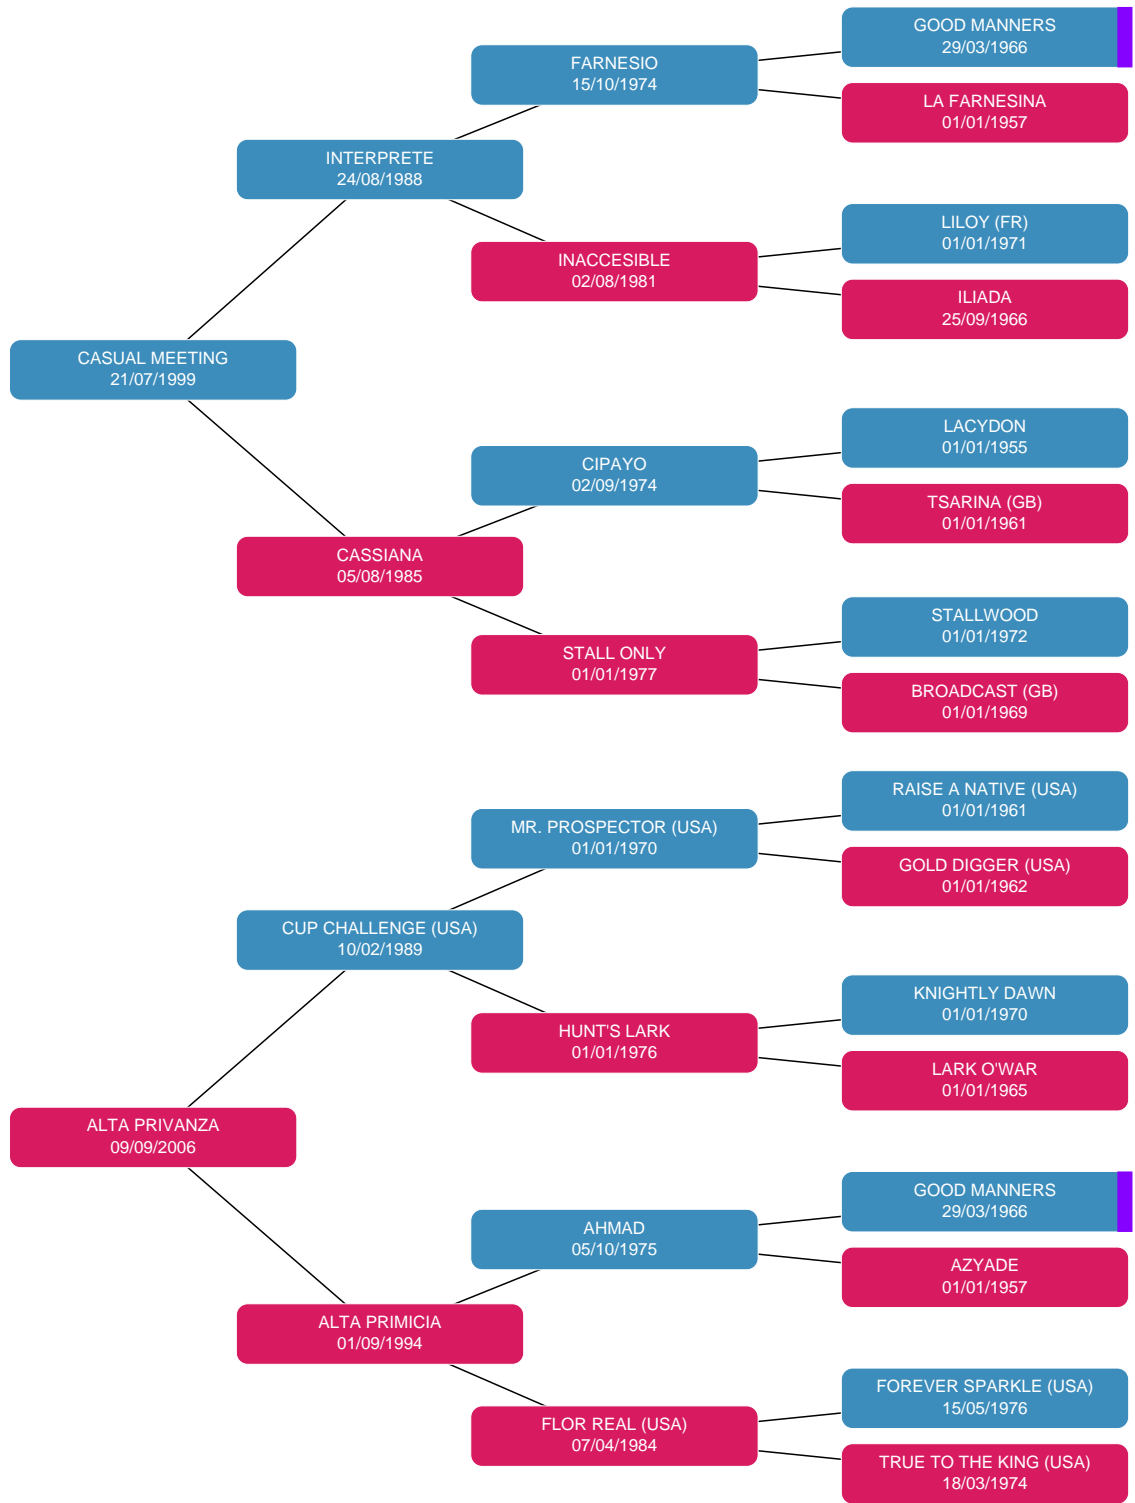 GOOD MANNERS
29/03/1966
FARNESIO
15/10/1974
LA FARNESINA
01/01/1957
INTERPRETE
24/08/1988
LILOY (FR)
01/01/1971
INACCESIBLE
02/08/1981
ILIADA
25/09/1966
CASUAL MEETING
21/07/1999
LACYDON
01/01/1955
CIPAYO
02/09/1974
TSARINA (GB)
01/01/1961
CASSIANA
05/08/1985
STALLWOOD
01/01/1972
STALL ONLY
01/01/1977
BROADCAST (GB)
01/01/1969
RAISE A NATIVE (USA)
01/01/1961
MR. PROSPECTOR (USA)
01/01/1970
GOLD DIGGER (USA)
01/01/1962
CUP CHALLENGE (USA)
10/02/1989
KNIGHTLY DAWN
01/01/1970
HUNT'S LARK
01/01/1976
LARK O'WAR
01/01/1965
ALTA PRIVANZA
09/09/2006
GOOD MANNERS
29/03/1966
AHMAD
05/10/1975
AZYADE
01/01/1957
ALTA PRIMICIA
01/09/1994
FOREVER SPARKLE (USA)
15/05/1976
FLOR REAL (USA)
07/04/1984
TRUE TO THE KING (USA)
18/03/1974